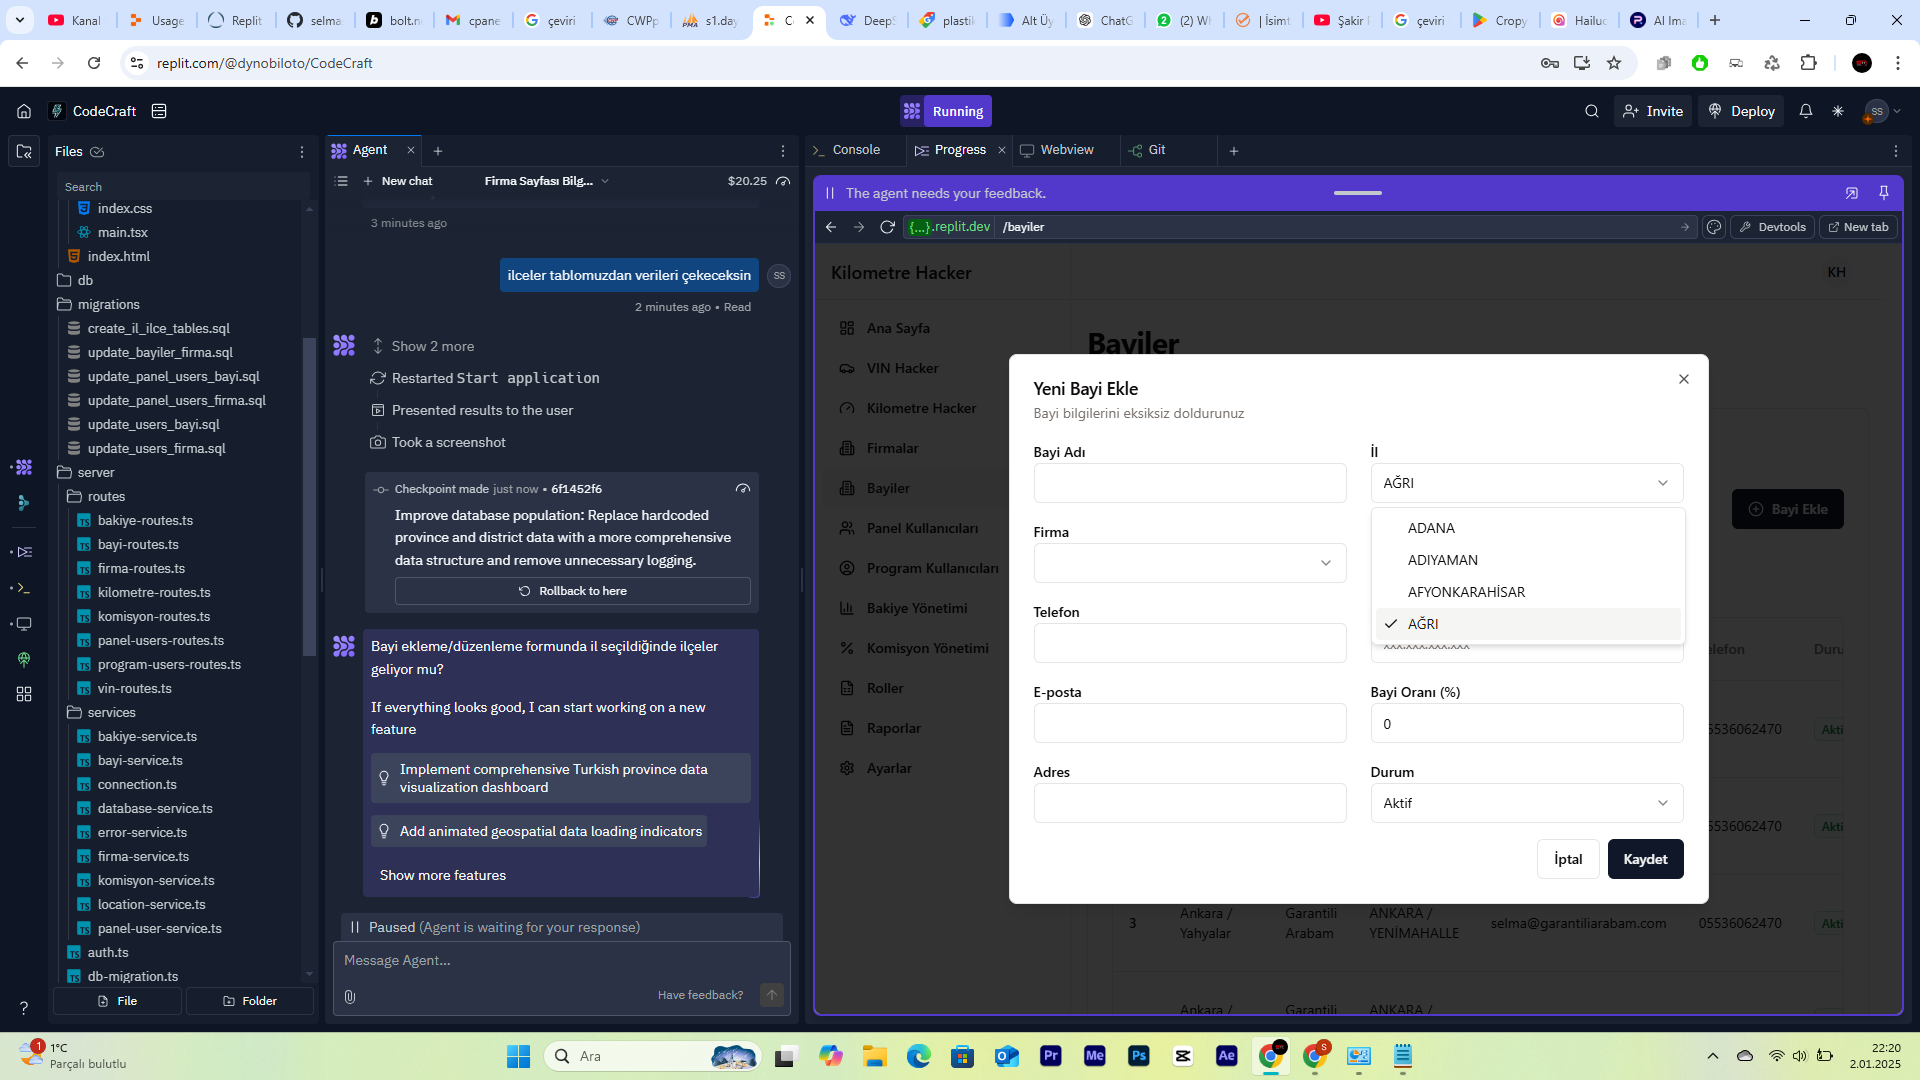 Kanal
Usage
Replit
selma
bolt.n
cpane
çeviri
CWPp
s1.day
C
DeepS
plastik
Alt Üy
ChatG
(2) W
| İsimt
Şakir
çeviri
Cropy
Hailuo
AI Ima
replit.com/@dynobiloto/CodeCraft
CodeCraft
Running
Invite
Deploy
SS
Files
Search
index.css
main.tsx
index.html
db
migrations
create_il_ilce_tables.sql
update_bayiler_firma.sql
update_panel_users_bayi.sql
update_panel_users_firma.sql
update_users_bayi.sql
update_users_firma.sql
server
routes
bakiye-routes.ts
bayi-routes.ts
firma-routes.ts
kilometre-routes.ts
komisyon-routes.ts
panel-users-routes.ts
program-users-routes.ts
vin-routes.ts
services
bakiye-service.ts
bayi-service.ts
connection.ts
database-service.ts
error-service.ts
firma-service.ts
komisyon-service.ts
location-service.ts
panel-user-service.ts
auth.ts
db-migration.ts
File
Folder
Agent
New chat
Firma Sayfası Bilg...
$20.25
3 minutes ago
ilceler tablomuzdan verileri çekeceksin
SS
2 minutes ago • Read
Show 2 more
Restarted Start application
Presented results to the user
Took a screenshot
Checkpoint made just now • 6f1452f6
Improve database population: Replace hardcoded
province and district data with a more comprehensive
data structure and remove unnecessary logging.
Rollback to here
Bayi ekleme/düzenleme formunda il seçildiğinde ilçeler
geliyor mu?
If everything looks good, I can start working on a new
feature
Implement comprehensive Turkish province data
visualization dashboard
Add animated geospatial data loading indicators
Show more features
Paused (Agent is waiting for your response)
Message Agent...
Have feedback?
Console
Progress
Webview
Git
The agent needs your feedback.
{...}.replit.dev
/bayiler
Devtools
New tab
Kilometre Hacker
KH
Ana Sayfa
VIN Hacker
Kilometre Hacker
Firmalar
Bayiler
Panel Kullanıcıları
Program Kullanıcıları
Bakiye Yönetimi
Komisyon Yönetimi
Roller
Raporlar
Ayarlar
Bayiler
Bayi Ekle
Yeni Bayi Ekle
Bayi bilgilerini eksiksiz doldurunuz
Bayi Adı
İl
AĞRI
ADANA
ADIYAMAN
AFYONKARAHİSAR
AĞRI
Firma
Telefon
xxx.xxx.xxx.xxx
E-posta
Bayi Oranı (%)
0
Adres
Durum
Aktif
İptal
Kaydet
elefon
Duru
05536062470
Akti
5536062470
Akti
3
Ankara /
Yahyalar
Garantili
Arabam
ANKARA /
YENİMAHALLE
selma@garantiliarabam.com
05536062470
Akti
Ankara /
Garantili
ANKARA /
1
1°C
Parçalı bulutlu
Ara
Pr
Me
Ps
Ae
22:20
2.01.2025